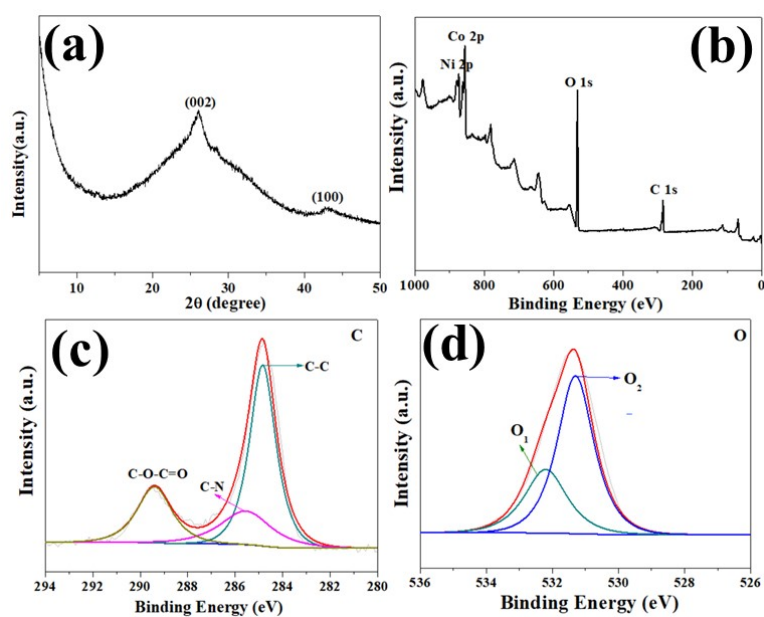 (a)
(002)
(100)
Intensity(a.u.)
10 20 30 40 50
2θ (degree)
(b)
Co 2p
Ni 2p
O 1s
C 1s
Intensity (a.u.)
1000 800 600 400 200 0
Binding Energy (eV)
(c)
C
C-C
C-O-C=O
C-N
Intensity (a.u.)
294 292 290 288 286 284 282 280
Binding Energy (eV)
(d)
O
O₂
O₁
Intensity (a.u.)
536 534 532 530 528 526
Binding Energy (eV)